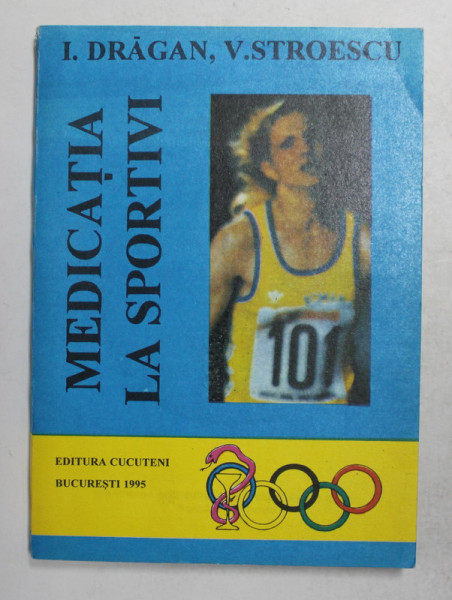 I. DRĂGAN, V.STROESCU
MEDICAȚIA
LA SPORTIVI
101
EDITURA CUCUTENI
BUCUREȘTI 1995